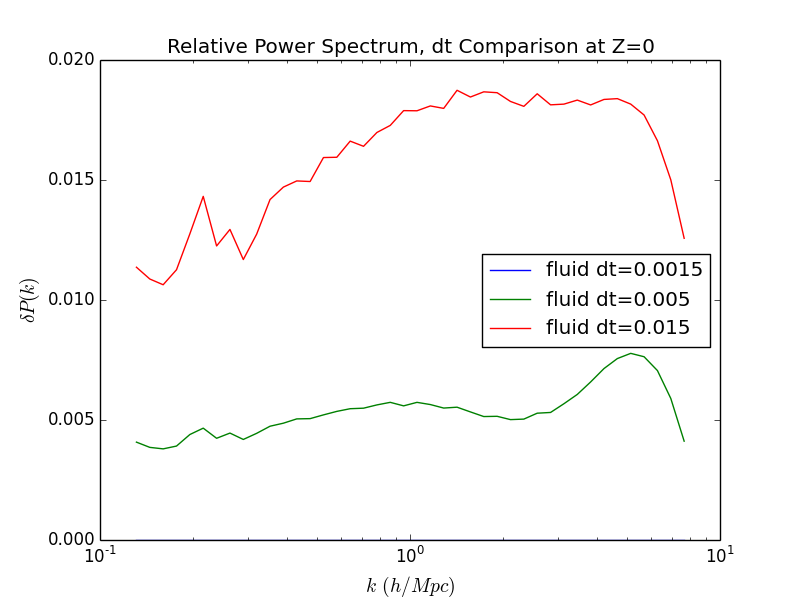 Relative Power Spectrum, dt Comparison at Z=0
0.020
0.015
0.010
0.005
0.000
δP(k)
fluid dt=0.0015
fluid dt=0.005
fluid dt=0.015
10⁻¹
10⁰
10¹
k (h/Mpc)